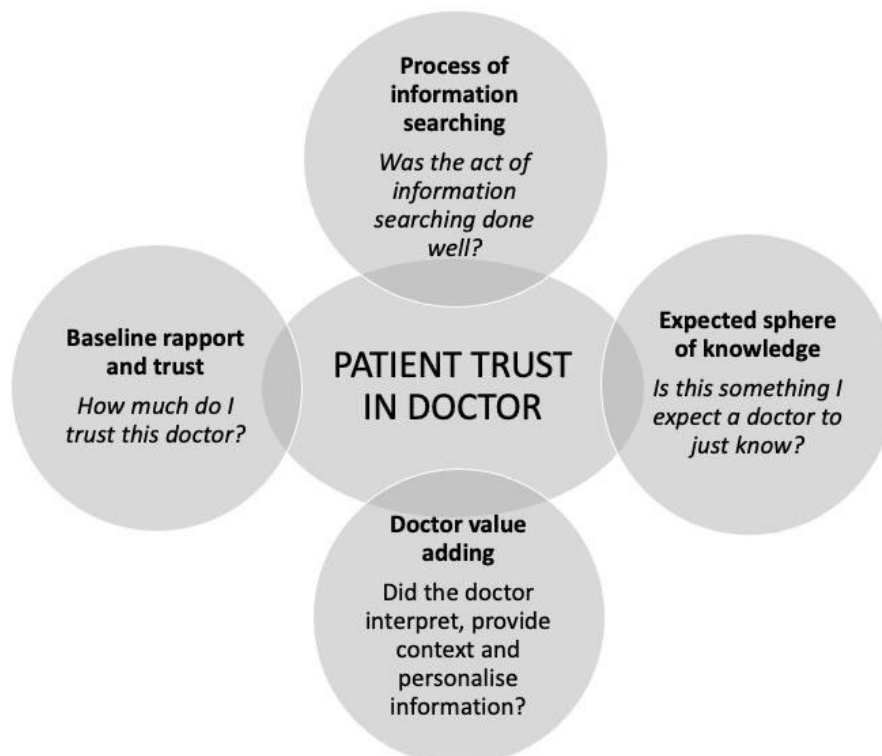 Process of
information
searching
Was the act of
information
searching done
well?
Baseline rapport
and trust
How much do I
trust this doctor?
PATIENT TRUST
IN DOCTOR
Expected sphere
of knowledge
Is this something I
expect a doctor to
just know?
Doctor value
adding
Did the doctor
interpret, provide
context and
personalise
information?